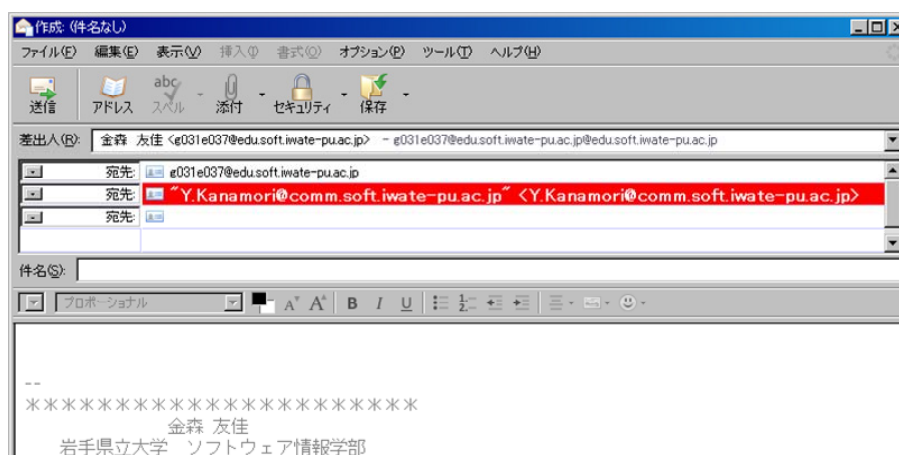 作成: (件名なし)
ファイル(F) 編集(E) 表示(V) 挿入(I) 書式(O) オプション(P) ツール(T) ヘルプ(H)
送信 アドレス スペル 添付 セキュリティ 保存
差出人(R): 金森 友佳 <g031e037@edu.soft.iwate-pu.ac.jp> - g031e037@edu.soft.iwate-pu.ac.jp@edu.soft.iwate-pu.ac.jp
宛先: g031e037@edu.soft.iwate-pu.ac.jp
宛先: "Y.Kanamori@comm.soft.iwate-pu.ac.jp" <Y.Kanamori@comm.soft.iwate-pu.ac.jp>
宛先:
件名(S):
プロポーショナル A A B I U
--
**********************
金森 友佳
岩手県立大学 ソフトウェア情報学部